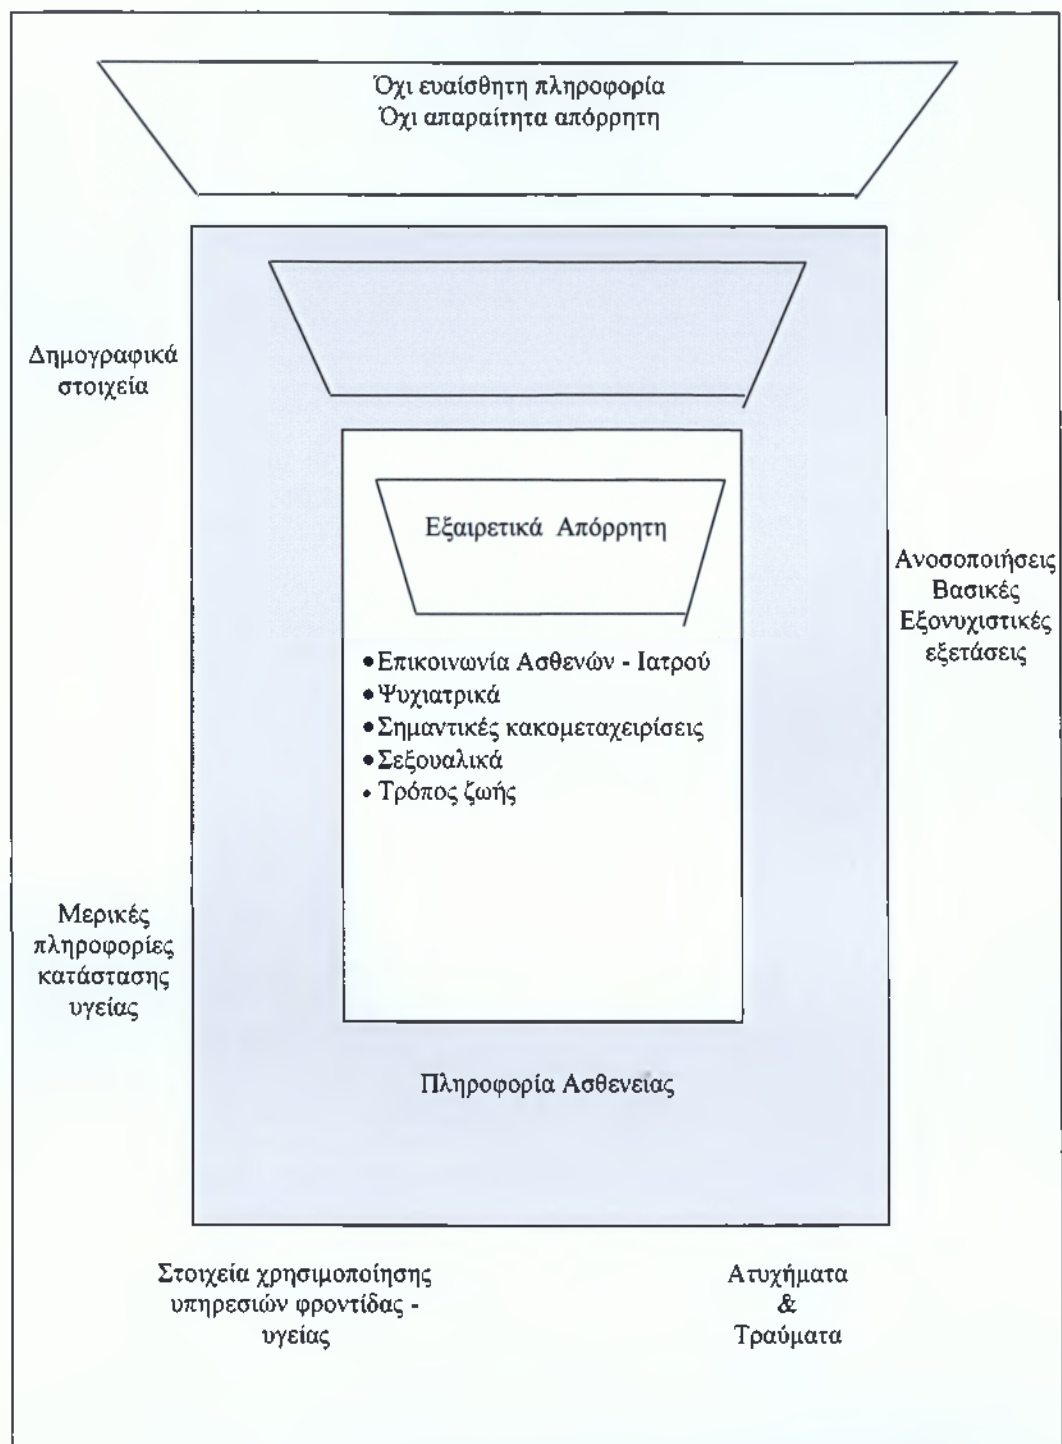 Όχι ευαίσθητη πληροφορία
Όχι απαραίτητα απόρρητη
Δημογραφικά
στοιχεία
Εξαιρετικά Απόρρητη
Ανοσοποιήσεις
Βασικές
Εξονυχιστικές
εξετάσεις
•Επικοινωνία Ασθενών - Ιατρού
•Ψυχιατρικά
•Σημαντικές κακομεταχειρίσεις
•Σεξουαλικά
• Τρόπος ζωής
Μερικές
πληροφορίες
κατάστασης
υγείας
Πληροφορία Ασθενείας
Στοιχεία χρησιμοποίησης
υπηρεσιών φροντίδας -
υγείας
Ατυχήματα
&
Τραύματα